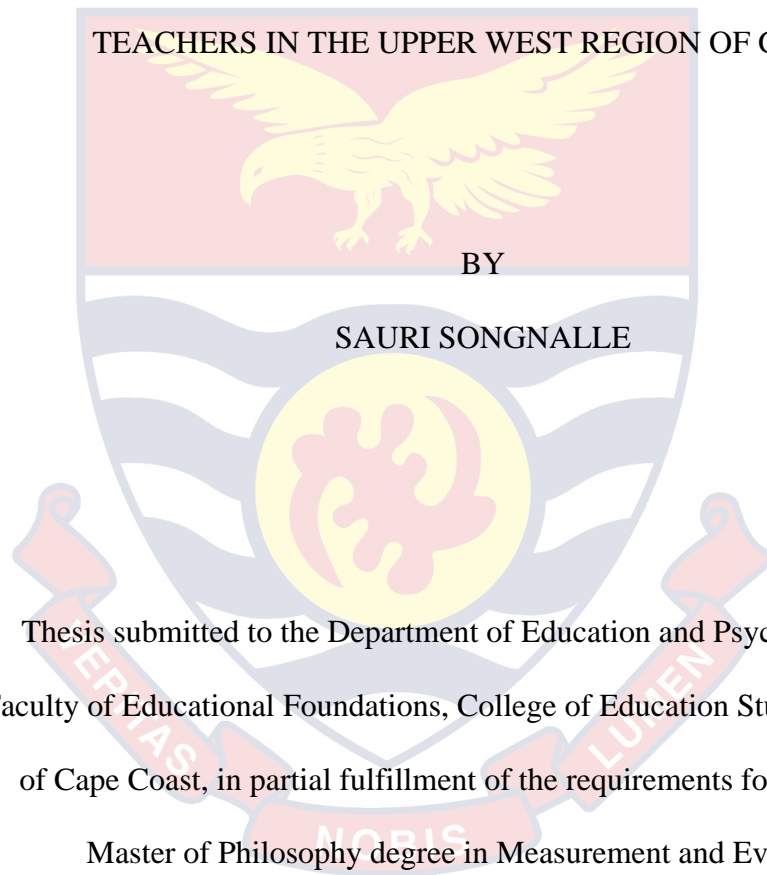 TEACHERS IN THE UPPER WEST REGION OF
BY
SAURI SONGNALLE
Thesis submitted to the Department of Education and
of Educational Foundations, College of Education
of Cape Coast, in partial fulfillment of the requirements
Master of Philosophy degree in Measurement and
VERITAS
NOBIS
LUMEN